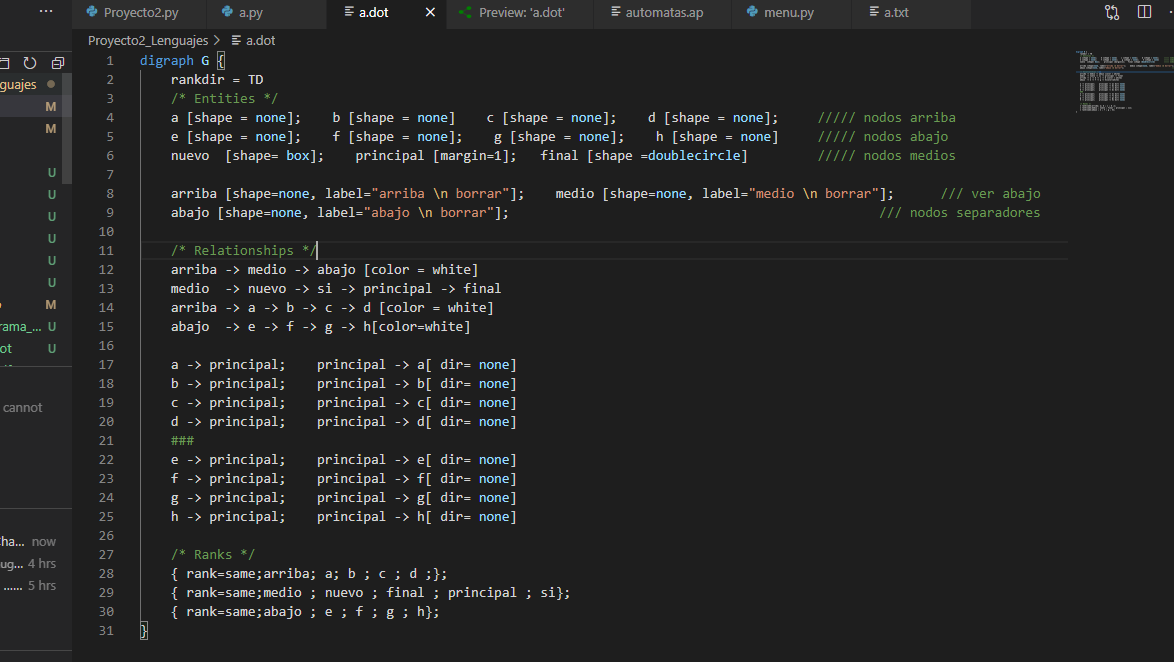 Proyecto2.py a.py a.dot Preview: 'a.dot' automatas.ap menu.py a.txt
Proyecto2_Lenguajes > a.dot
guajes
M
M
U
U
U
U
U
U
M
rama_... U
ot U
cannot
Cha... now
ug... 4 hrs
...... 5 hrs
1 digraph G {
2 rankdir = TD
3 /* Entities */
4 a [shape = none]; b [shape = none] c [shape = none]; d [shape = none]; ///// nodos arriba
5 e [shape = none]; f [shape = none]; g [shape = none]; h [shape = none] ///// nodos abajo
6 nuevo [shape= box]; principal [margin=1]; final [shape =doublecircle] ///// nodos medios
7
8 arriba [shape=none, label="arriba \n borrar"]; medio [shape=none, label="medio \n borrar"]; /// ver abajo
9 abajo [shape=none, label="abajo \n borrar"]; /// nodos separadores
10
11 /* Relationships */
12 arriba -> medio -> abajo [color = white]
13 medio -> nuevo -> si -> principal -> final
14 arriba -> a -> b -> c -> d [color = white]
15 abajo -> e -> f -> g -> h[color=white]
16
17 a -> principal; principal -> a[ dir= none]
18 b -> principal; principal -> b[ dir= none]
19 c -> principal; principal -> c[ dir= none]
20 d -> principal; principal -> d[ dir= none]
21 ###
22 e -> principal; principal -> e[ dir= none]
23 f -> principal; principal -> f[ dir= none]
24 g -> principal; principal -> g[ dir= none]
25 h -> principal; principal -> h[ dir= none]
26
27 /* Ranks */
28 { rank=same;arriba; a; b ; c ; d ;};
29 { rank=same;medio ; nuevo ; final ; principal ; si};
30 { rank=same;abajo ; e ; f ; g ; h};
31 }